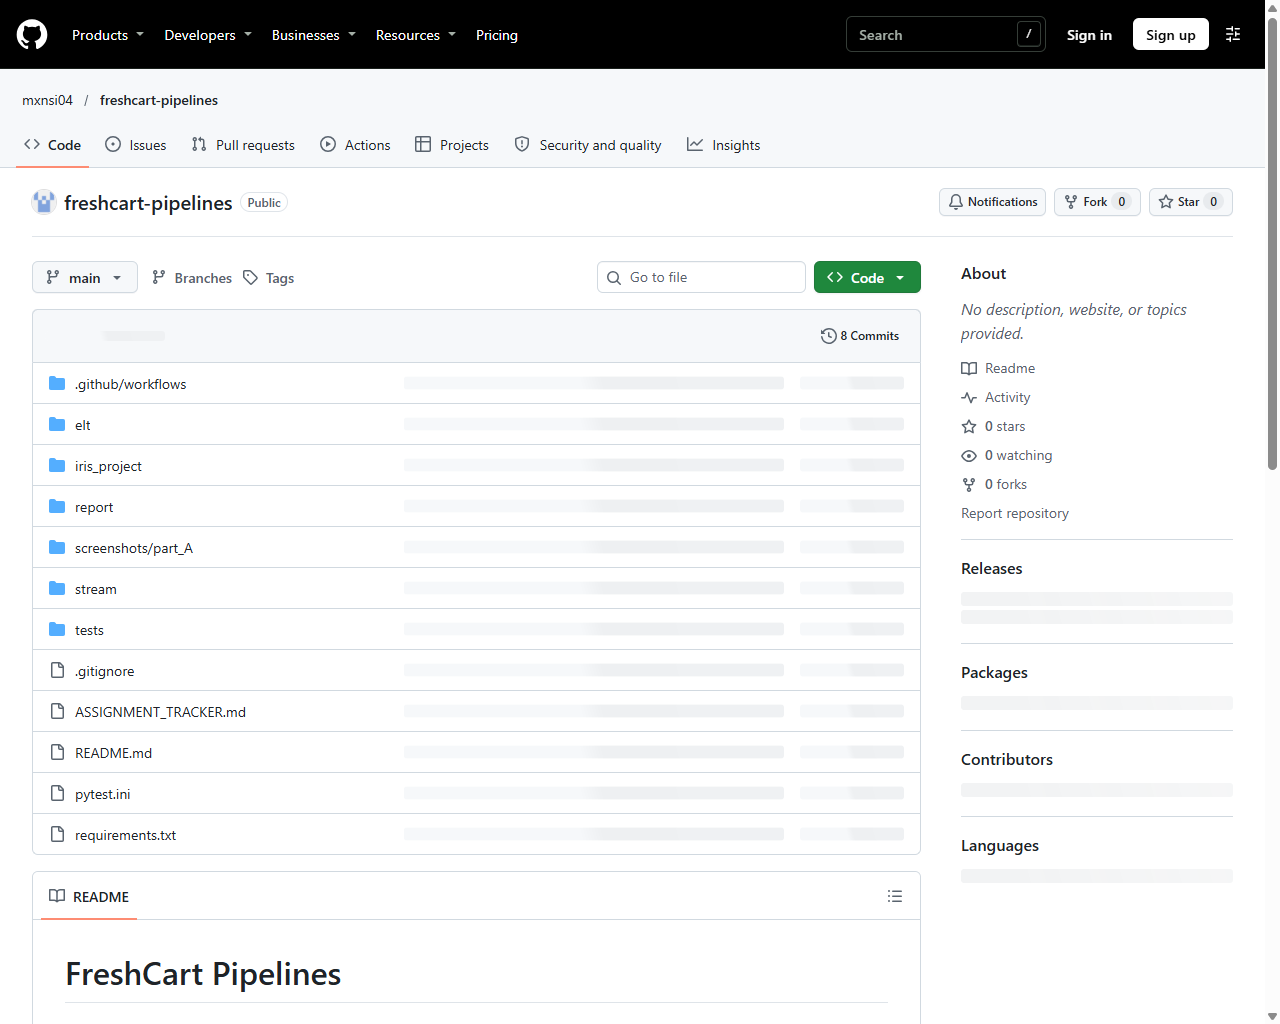 Products
Developers
Businesses
Resources
Pricing
Search
/
Sign in
Sign up
mxnsi04 / freshcart-pipelines
Code
Issues
Pull requests
Actions
Projects
Security and quality
Insights
freshcart-pipelines
Public
Notifications
Fork 0
Star 0
main
Branches
Tags
Go to file
Code
8 Commits
.github/workflows
elt
iris_project
report
screenshots/part_A
stream
tests
.gitignore
ASSIGNMENT_TRACKER.md
README.md
pytest.ini
requirements.txt
README
FreshCart Pipelines
About
No description, website, or topics
provided.
Readme
Activity
0 stars
0 watching
0 forks
Report repository
Releases
Packages
Contributors
Languages